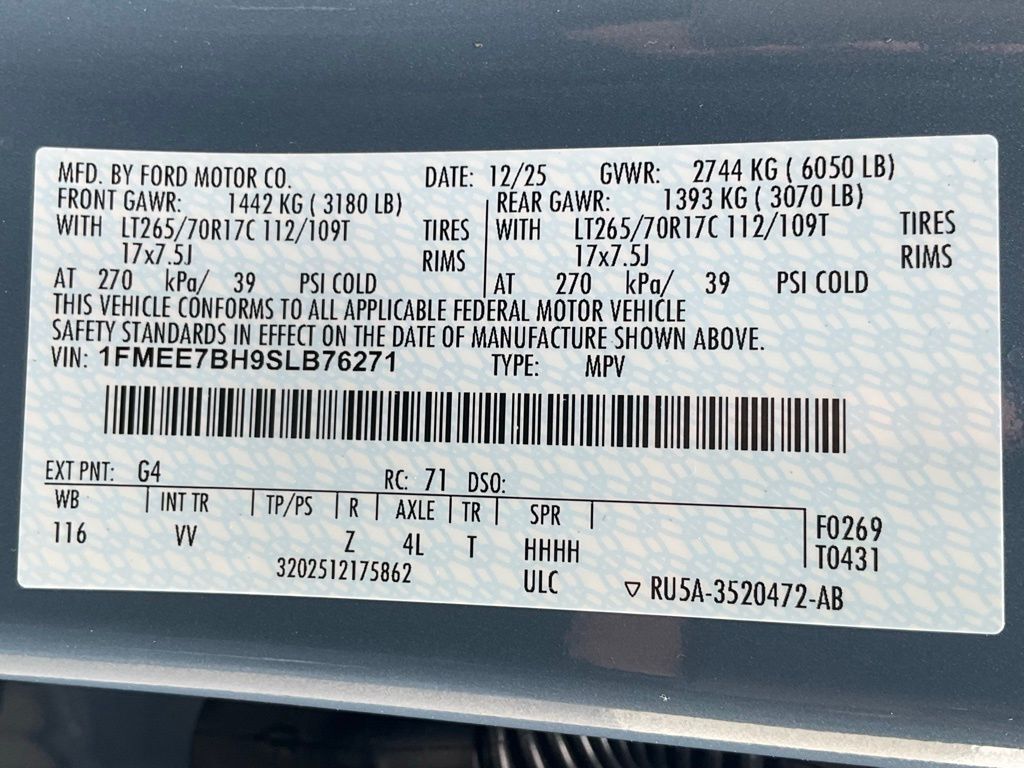 MFD. BY FORD MOTOR CO. DATE: 12/25 GVWR: 2744 KG ( 6050 LB)
FRONT GAWR: 1442 KG ( 3180 LB) REAR GAWR: 1393 KG ( 3070 LB)
WITH LT265/70R17C 112/109T TIRES WITH LT265/70R17C 112/109T TIRES
17x7.5J RIMS 17x7.5J RIMS
AT 270 kPa/ 39 PSI COLD AT 270 kPa/ 39 PSI COLD
THIS VEHICLE CONFORMS TO ALL APPLICABLE FEDERAL MOTOR VEHICLE
SAFETY STANDARDS IN EFFECT ON THE DATE OF MANUFACTURE SHOWN ABOVE.
VIN: 1FMEE7BH9SLB76271 TYPE: MPV
EXT PNT: G4 RC: 71 DSO:
WB INT TR TP/PS R AXLE TR SPR
116 VV Z 4L T HHHH
F0269
T0431
3202512175862 ULC ▽ RU5A-3520472-AB